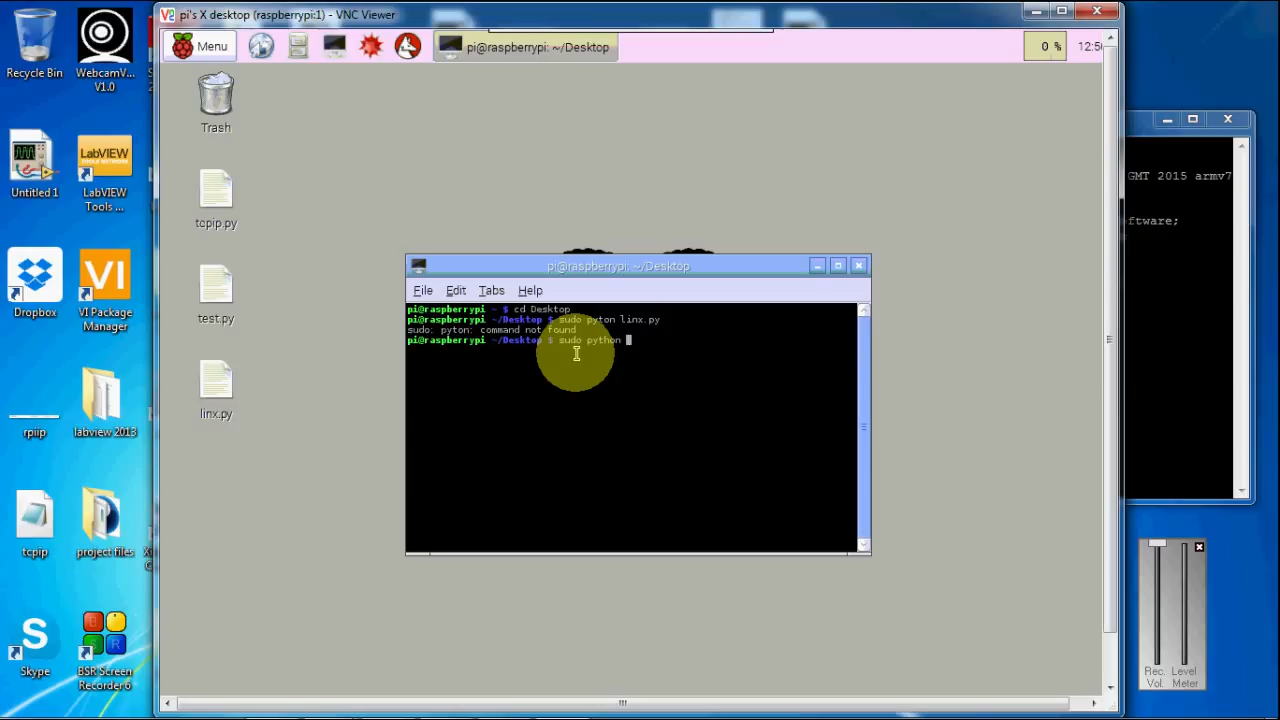 pi's X desktop (raspberrypi:1) - VNC Viewer
Menu
pi@raspberrypi: ~/Desktop
0 %
Recycle Bin
WebcamV...
V1.0
Trash
Untitled 1
LabVIEW
LabVIEW
Tools ...
GMT 2015 armv7
ftware;
tcpip.py
Dropbox
VI
VI Package
Manager
test.py
pi@raspberrypi: ~/Desktop
File Edit Tabs Help
pi@raspberrypi ~ $ cd Desktop
pi@raspberrypi ~/Desktop $ sudo pyton linx.py
sudo: pyton: command not found
pi@raspberrypi ~/Desktop $ sudo python
linx.py
rpiip
labview 2013
tcpip
project files
Skype
B
S R
BSR Screen
Recorder 6
Rec. Level
Vol. Meter